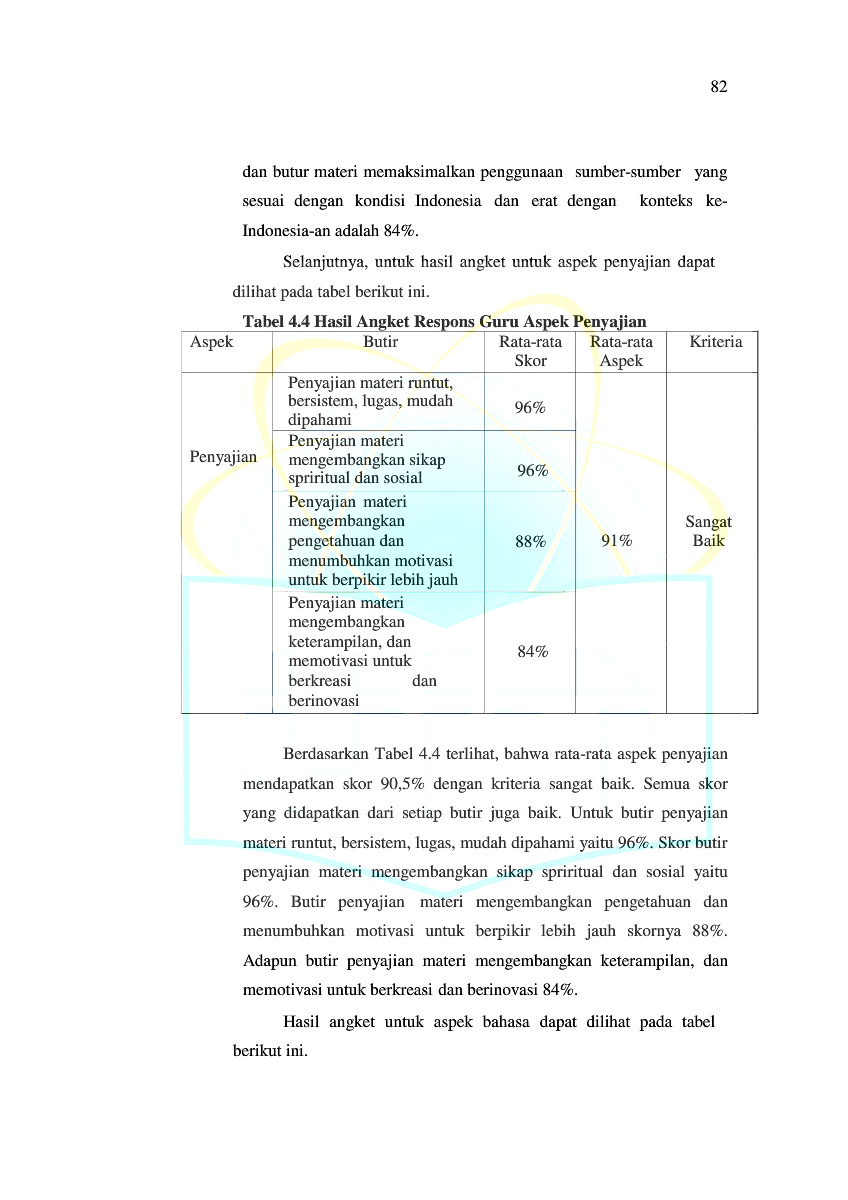 82
dan butur materi memaksimalkan penggunaan sumber-sumber yang
sesuai dengan kondisi Indonesia dan erat dengan konteks ke-
Indonesia-an adalah 84%.
Selanjutnya, untuk hasil angket untuk aspek penyajian dapat
dilihat pada tabel berikut ini.
Tabel 4.4 Hasil Angket Respons Guru Aspek Penyajian
Aspek Butir Rata-rata Rata-rata Kriteria
Skor Aspek
Penyajian materi runtut,
bersistem, lugas, mudah
dipahami
96%
Penyajian
Penyajian materi
mengembangkan sikap
spriritual dan sosial
96%
Penyajian materi
mengembangkan
pengetahuan dan
menumbuhkan motivasi
untuk berpikir lebih jauh
88%
91%
Sangat
Baik
Penyajian materi
mengembangkan
keterampilan, dan
memotivasi untuk
berkreasi dan
berinovasi
84%
Berdasarkan Tabel 4.4 terlihat, bahwa rata-rata aspek penyajian
mendapatkan skor 90,5% dengan kriteria sangat baik. Semua skor
yang didapatkan dari setiap butir juga baik. Untuk butir penyajian
materi runtut, bersistem, lugas, mudah dipahami yaitu 96%. Skor butir
penyajian materi mengembangkan sikap spriritual dan sosial yaitu
96%. Butir penyajian materi mengembangkan pengetahuan dan
menumbuhkan motivasi untuk berpikir lebih jauh skornya 88%.
Adapun butir penyajian materi mengembangkan keterampilan, dan
memotivasi untuk berkreasi dan berinovasi 84%.
Hasil angket untuk aspek bahasa dapat dilihat pada tabel
berikut ini.